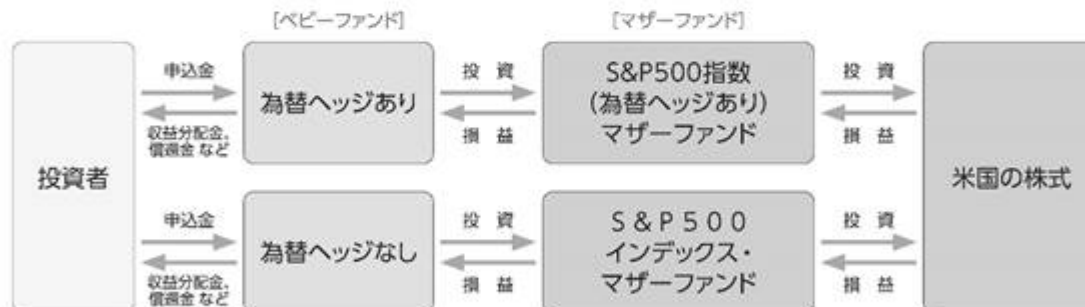 [ベビーファンド]
[マザーファンド]
投資者
申込金
収益分配金、
償還金 など
為替ヘッジあり
投 資
損 益
S&P500指数
(為替ヘッジあり)
マザーファンド
投 資
損 益
米国の株式
申込金
収益分配金、
償還金 など
為替ヘッジなし
投 資
損 益
S&P500
インデックス・
マザーファンド
投 資
損 益